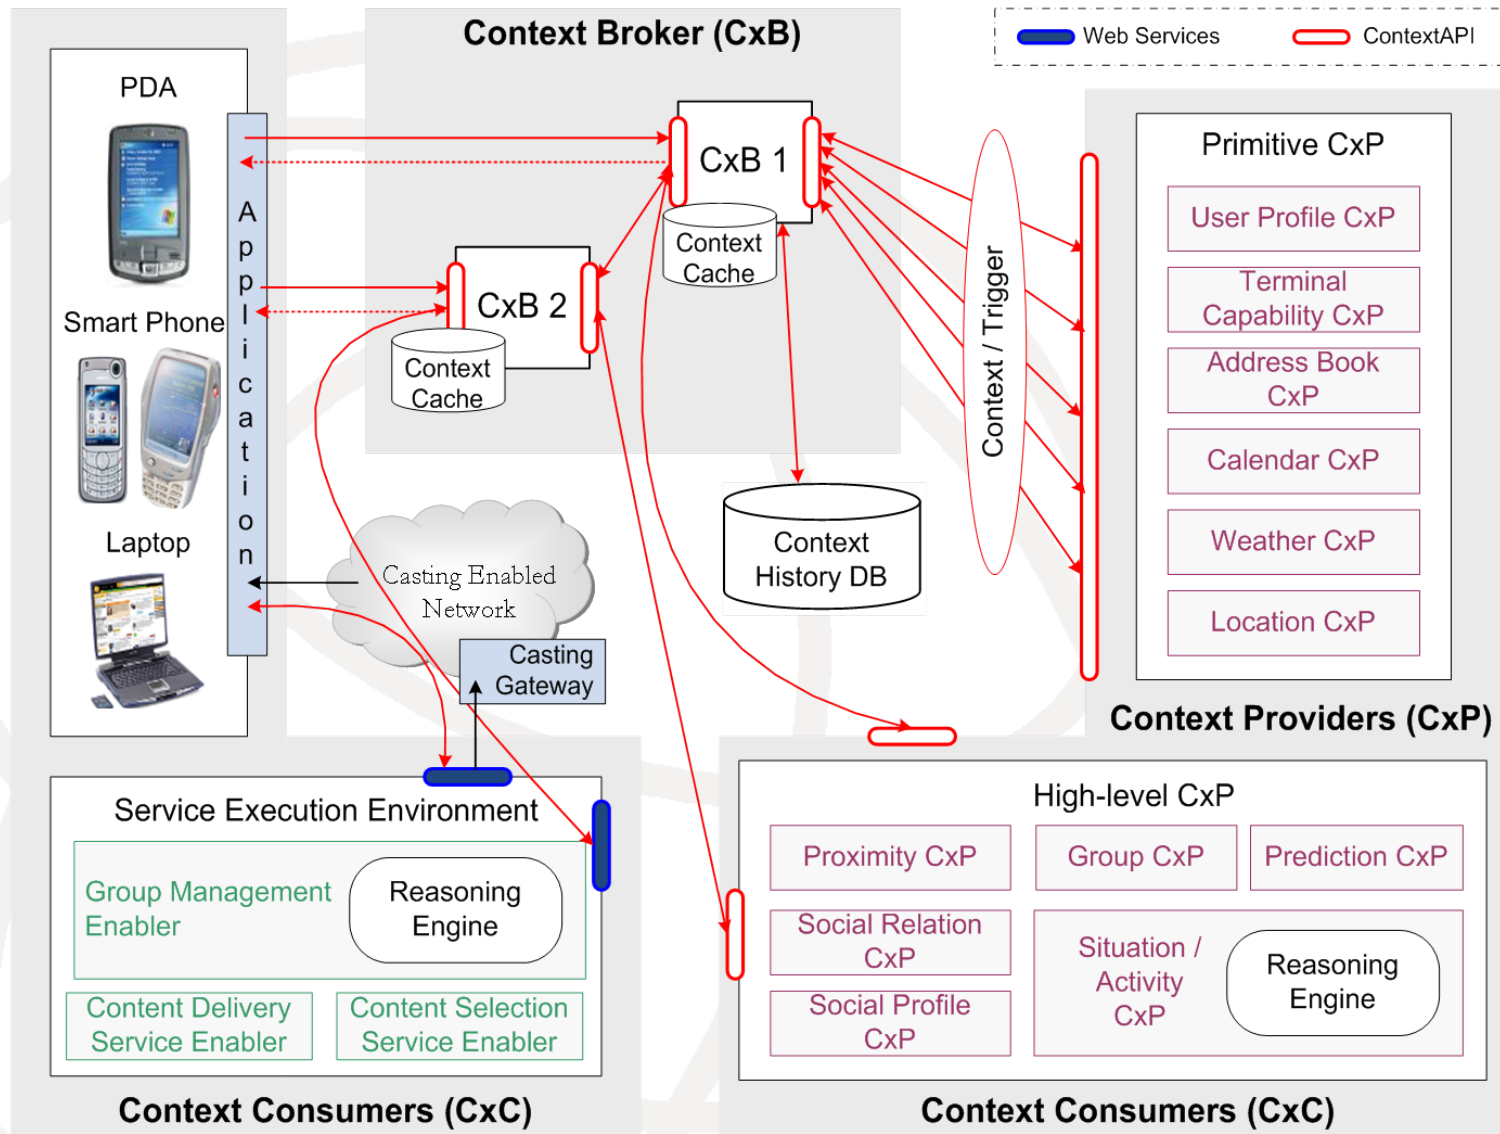 Context Broker (CxB)
Web Services
ContextAPI
PDA
Smart Phone
Laptop
Application
CxB 1
Context
Cache
CxB 2
Context
Cache
Context / Trigger
Context
History DB
Casting Enabled
Network
Casting
Gateway
Primitive CxP
User Profile CxP
Terminal
Capability CxP
Address Book
CxP
Calendar CxP
Weather CxP
Location CxP
Context Providers (CxP)
Service Execution Environment
Group Management
Enabler
Reasoning
Engine
Content Delivery
Service Enabler
Content Selection
Service Enabler
Context Consumers (CxC)
High-level CxP
Proximity CxP
Group CxP
Prediction CxP
Social Relation
CxP
Social Profile
CxP
Situation /
Activity
CxP
Reasoning
Engine
Context Consumers (CxC)